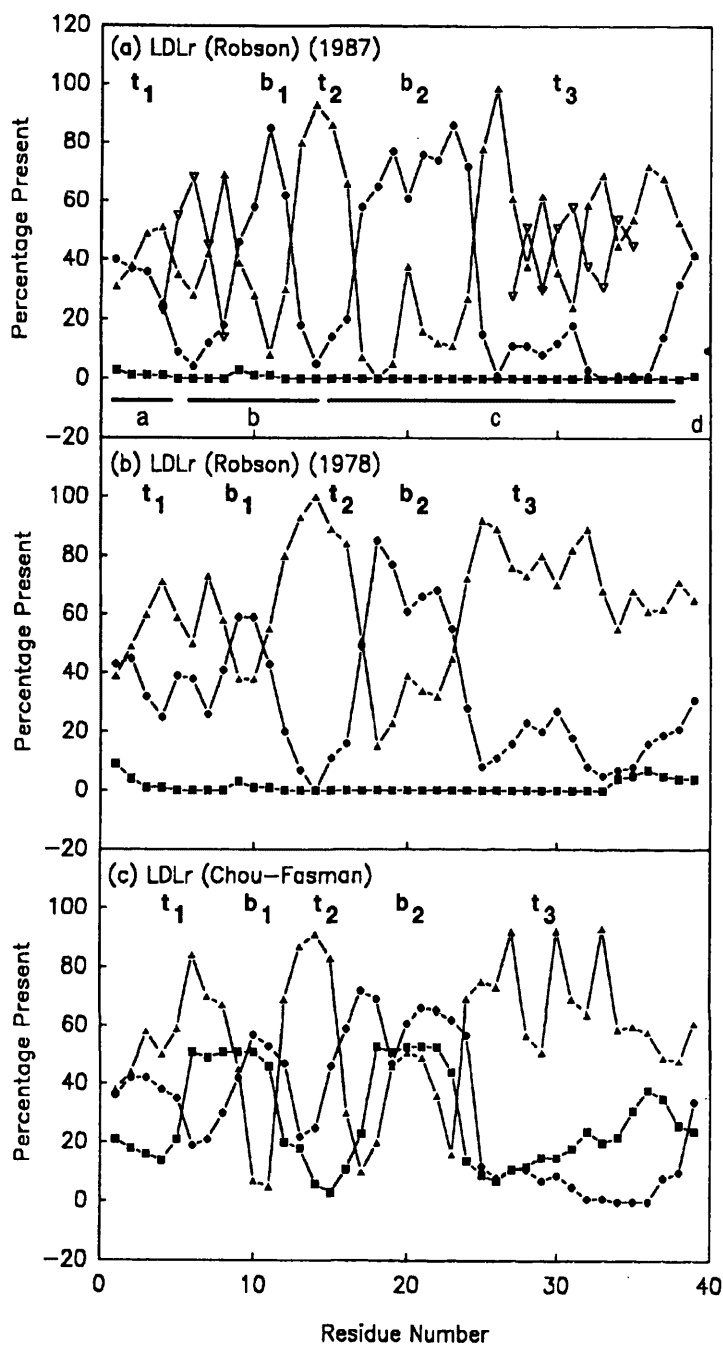 120
(a) LDLr (Robson) (1987)
100
t1 b1 t2 b2 t3
80
60
40
20
0
a b c d
-20
Percentage Present
(b) LDLr (Robson) (1978)
100
t1 b1 t2 b2 t3
80
60
40
20
0
-20
Percentage Present
(c) LDLr (Chou-Fasman)
100
t1 b1 t2 b2 t3
80
60
40
20
0
-20
Percentage Present
0 10 20 30 40
Residue Number